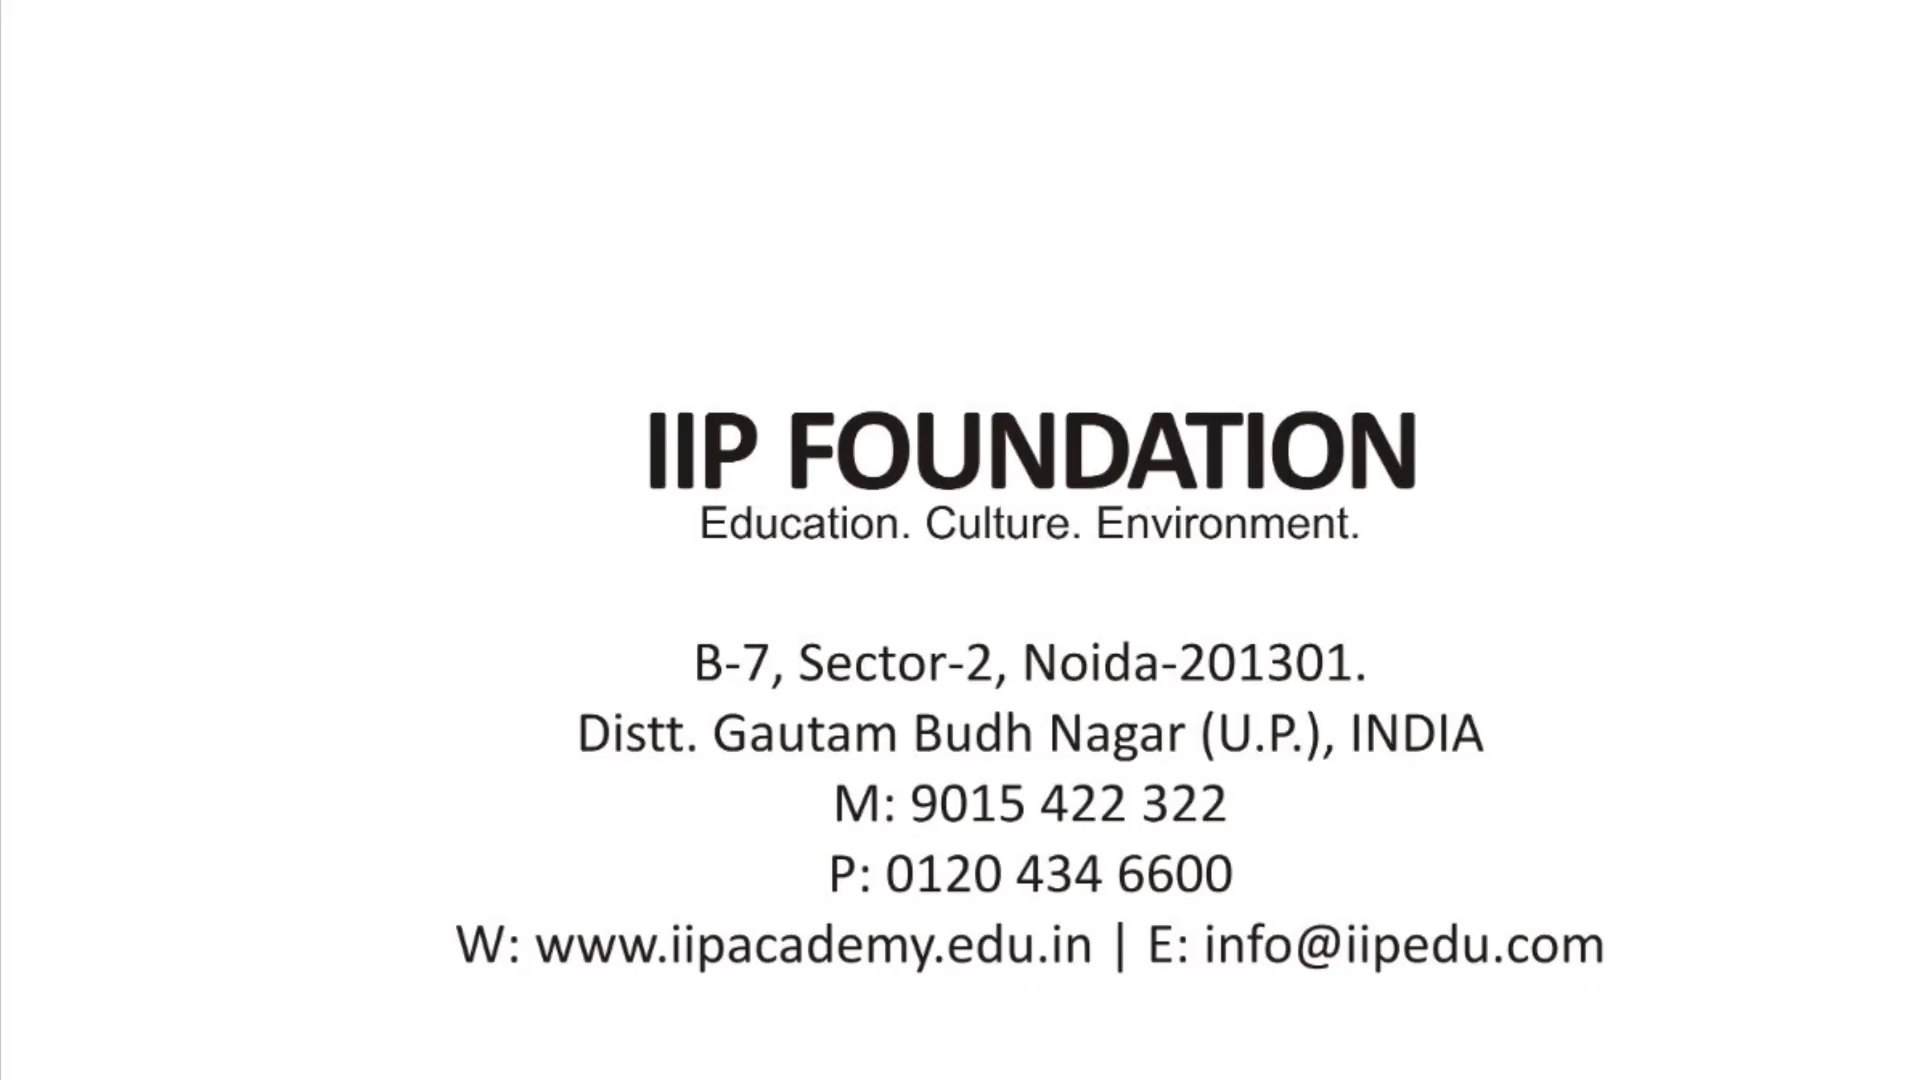 IIP FOUNDATION
Education. Culture. Environment.
B-7, Sector-2, Noida-201301.
Distt. Gautam Budh Nagar (U.P.), INDIA
M: 9015 422 322
P: 0120 434 6600
W: www.iipacademy.edu.in | E: info@iipedu.com